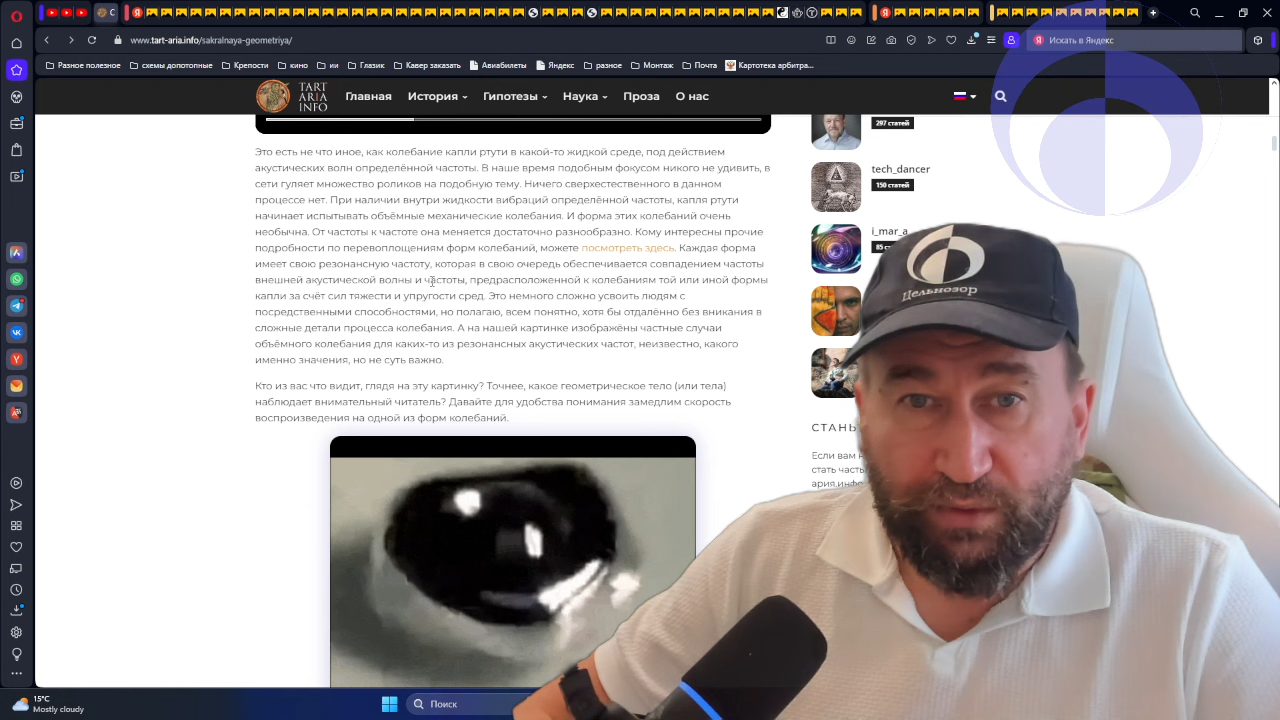 www.tart-aria.info/sakralnaya-geometriya/
Искать в Яндекс
Разное полезное
схемы допотопные
Крепости
кино
ии
Глазик
Кавер заказать
Авиабилеты
Яндекс
разное
Монтаж
Почта
Картотека арбитра...
TART
ARIA
INFO
Главная
История
Гипотезы
Наука
Проза
О нас
Это есть не что иное, как колебание капли ртути в какой-то жидкой среде, под действием
акустических волн определённой частоты. В наше время подобным фокусом никого не удивить, в
сети гуляет множество роликов на подобную тему. Ничего сверхестественного в данном
процессе нет. При наличии внутри жидкости вибраций определённой частоты, капля ртути
начинает испытывать объёмные механические колебания. И форма этих колебаний очень
необычна. От частоты к частоте она меняется достаточно разнообразно. Кому интересны прочие
подробности по перевоплощениям форм колебаний, можете посмотреть здесь. Каждая форма
имеет свою резонансную частоту, которая в свою очередь обеспечивается совпадением частоты
внешней акустической волны и частоты, предрасположенной к колебаниям той или иной формы
капли за счёт сил тяжести и упругости сред. Это немного сложно усвоить людям с
посредственными способностями, но полагаю, всем понятно, хотя бы отдалённо без вникания в
сложные детали процесса колебания. А на нашей картинке изображёны частные случаи
объёмного колебания для каких-то из резонансных акустических частот, неизвестно, какого
именно значения, но не суть важно.
Кто из вас что видит, глядя на эту картинку? Точнее, какое геометрическое тело (или тела)
наблюдает внимательный читатель? Давайте для удобства понимания замедлим скорость
воспроизведения на одной из форм колебаний.
297 статей
tech_dancer
150 статей
i_mar_a
85 ст
СТАНЬ
Если вам
стать часть
ария.инфо
Цельнозор
15°C
Mostly cloudy
Поиск